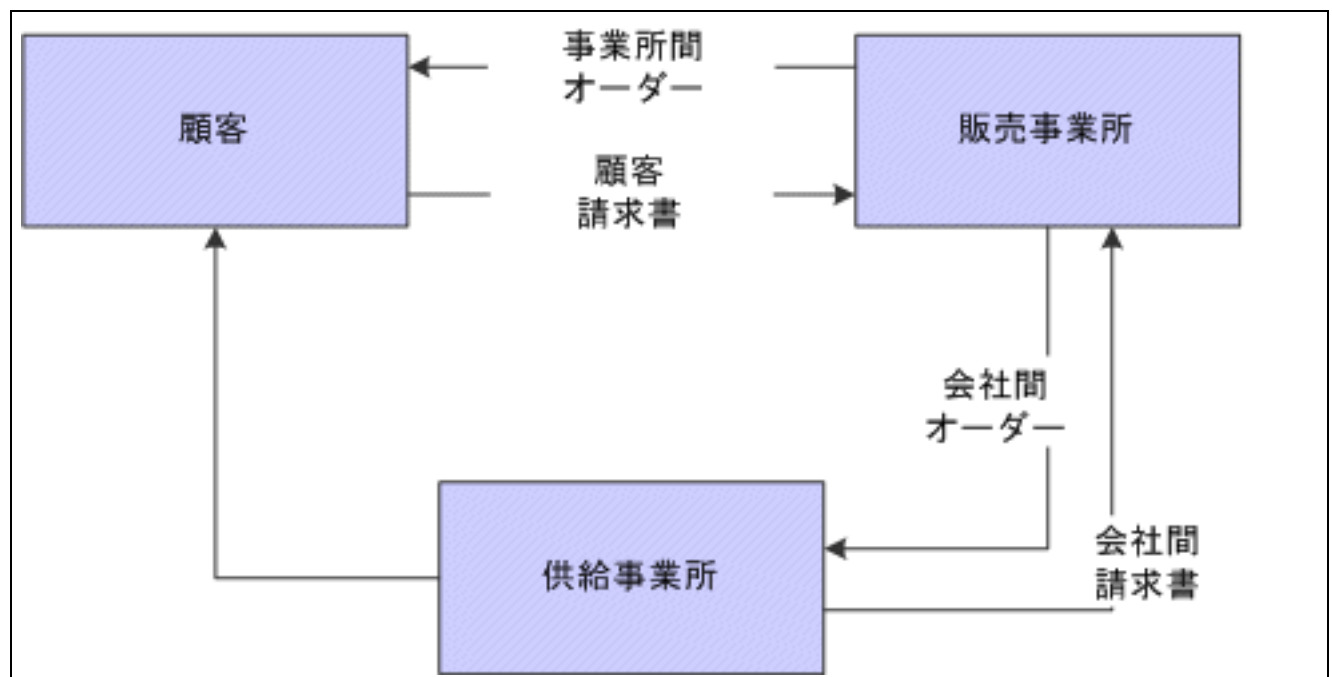 事業所間
オーダー
顧客
販売事業所
顧客
請求書
会社間
オーダー
会社間
請求書
供給事業所